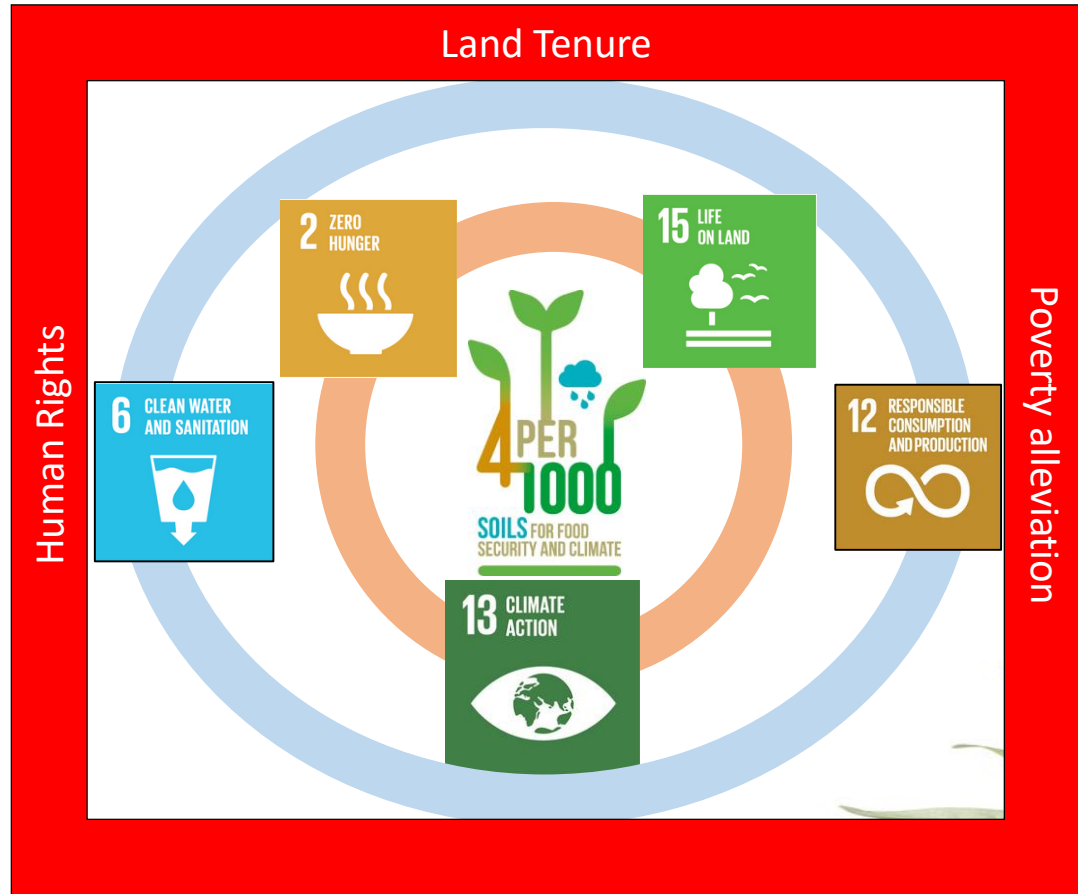 Land Tenure
Human Rights
Poverty alleviation
2 ZERO
HUNGER
15 LIFE
ON LAND
6 CLEAN WATER
AND SANITATION
12 RESPONSIBLE
CONSUMPTION
AND PRODUCTION
4 PER
1000
SOILS FOR FOOD
SECURITY AND CLIMATE
13 CLIMATE
ACTION